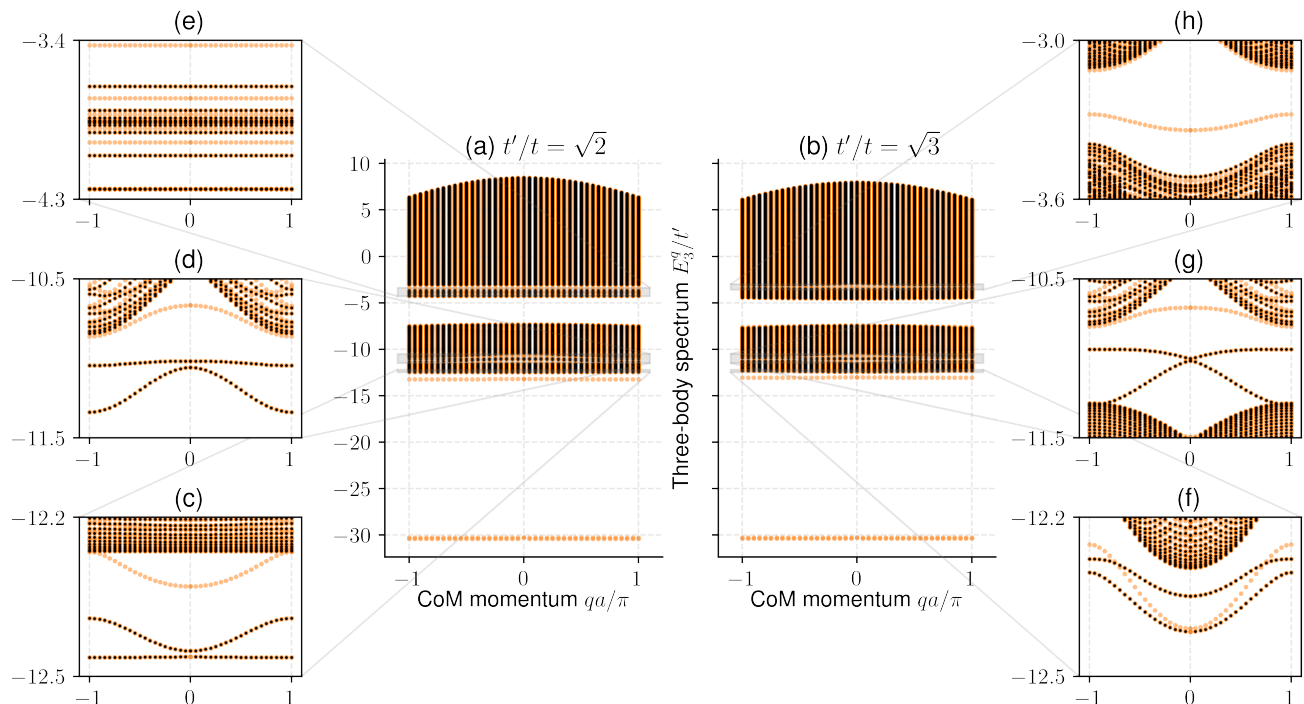 (e)
−3.4
−4.3
−1 0 1
(d)
−10.5
−11.5
−1 0 1
(c)
−12.2
−12.5
−1 0 1
(a) t′/t = √2
10
5
0
−5
−10
−15
−20
−25
−30
−1 0 1
CoM momentum qa/π
Three-body spectrum E_3^q/t′
(b) t′/t = √3
−1 0 1
CoM momentum qa/π
(h)
−3.0
−3.6
−1 0 1
(g)
−10.5
−11.5
−1 0 1
(f)
−12.2
−12.5
−1 0 1